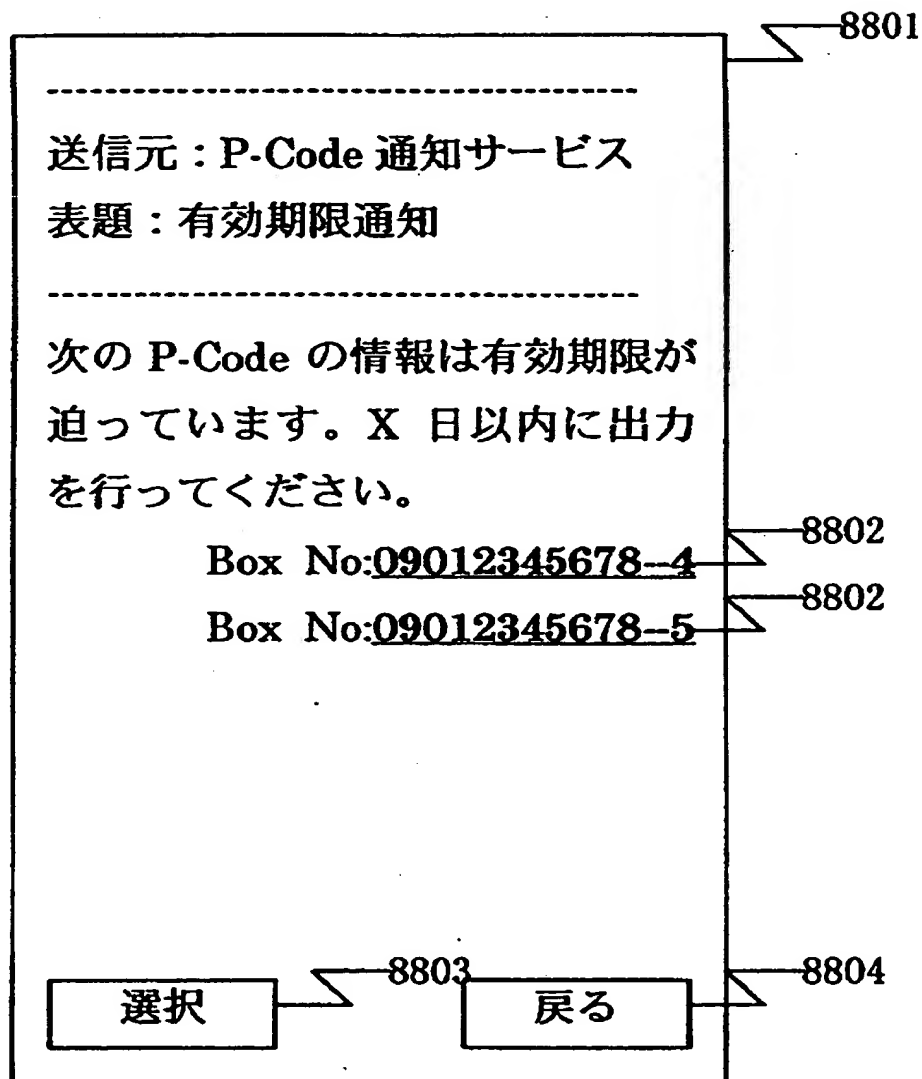 8801
----------------------------------------
送信元：P-Code 通知サービス
表題：有効期限通知
----------------------------------------
次の P-Code の情報は有効期限が
迫っています。X 日以内に出力
を行ってください。
Box No:09012345678--4 8802
Box No:09012345678--5 8802
選択 8803 戻る 8804